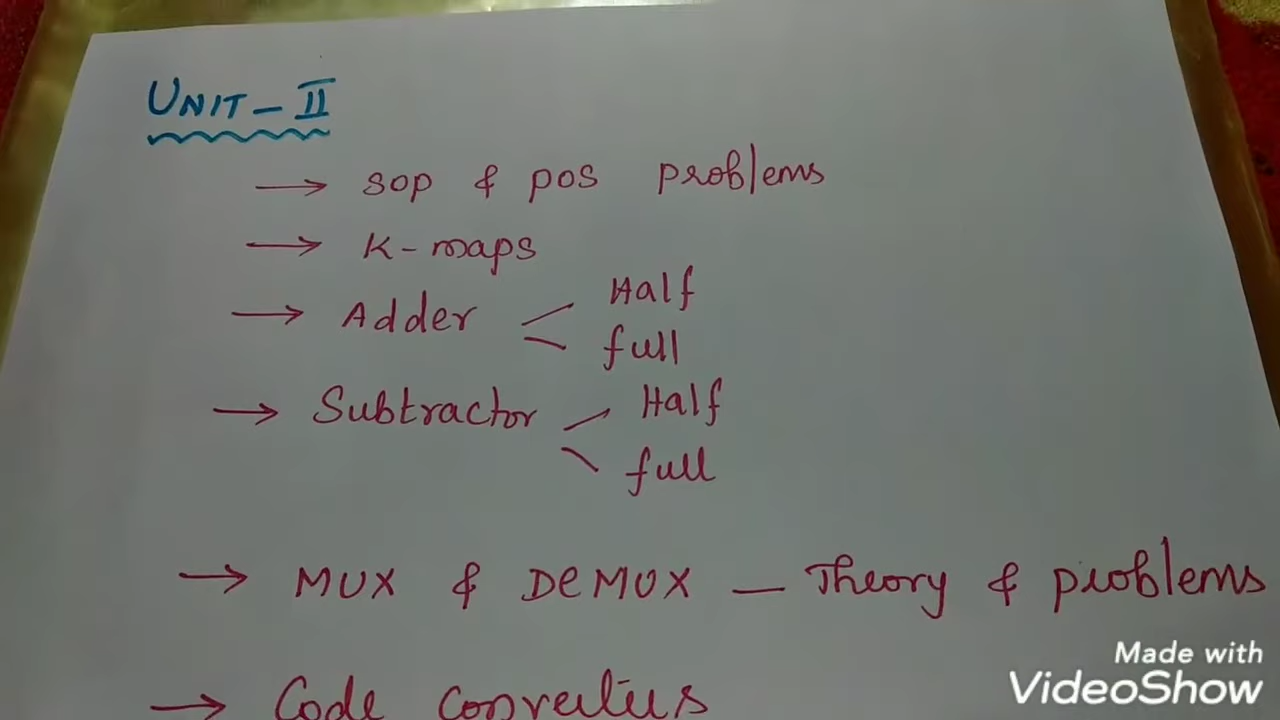 UNIT - II
→ SOP & POS problems
→ K-maps
→ Adder < Half
full
→ Subtractor < Half
full
→ MUX & DeMUX — Theory & problems
→ Code converters
Made with
VideoShow